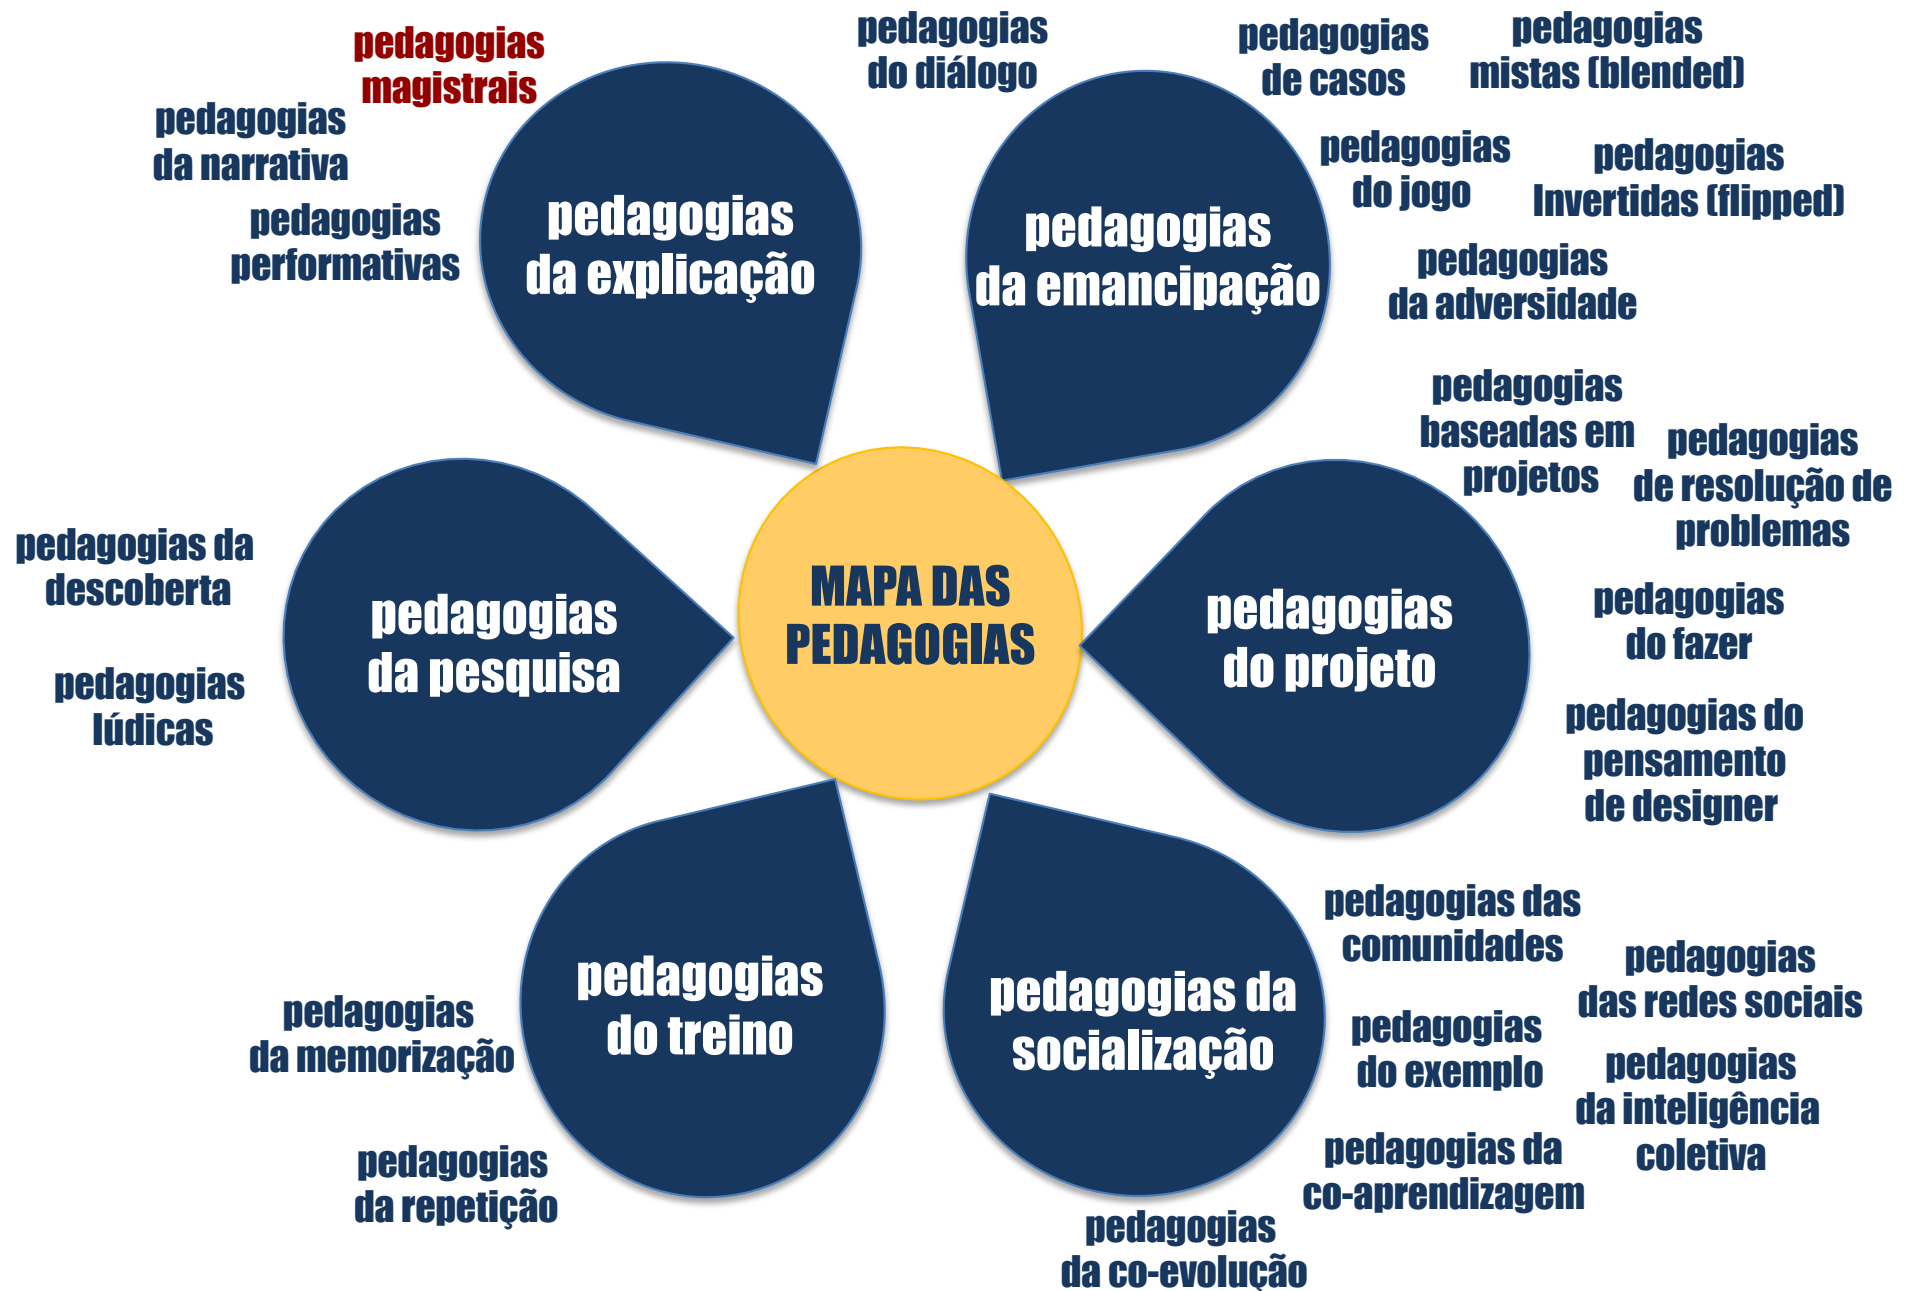 pedagogias
magistrais
pedagogias
da narrativa
pedagogias
performativas
pedagogias
da explicação
pedagogias
do diálogo
pedagogias
de casos
pedagogias
mistas (blended)
pedagogias
do jogo
pedagogias
Invertidas (flipped)
pedagogias
da adversidade
pedagogias
da emancipação
pedagogias
baseadas em
projetos
pedagogias
de resolução de
problemas
pedagogias
do fazer
pedagogias do
pensamento
de designer
pedagogias
do projeto
MAPA DAS
PEDAGOGIAS
pedagogias da
descoberta
pedagogias
lúdicas
pedagogias
da pesquisa
pedagogias
do treino
pedagogias
da memorização
pedagogias
da repetição
pedagogias da
socialização
pedagogias das
comunidades
pedagogias
das redes sociais
pedagogias
do exemplo
pedagogias
da inteligência
coletiva
pedagogias da
co-aprendizagem
pedagogias
da co-evolução